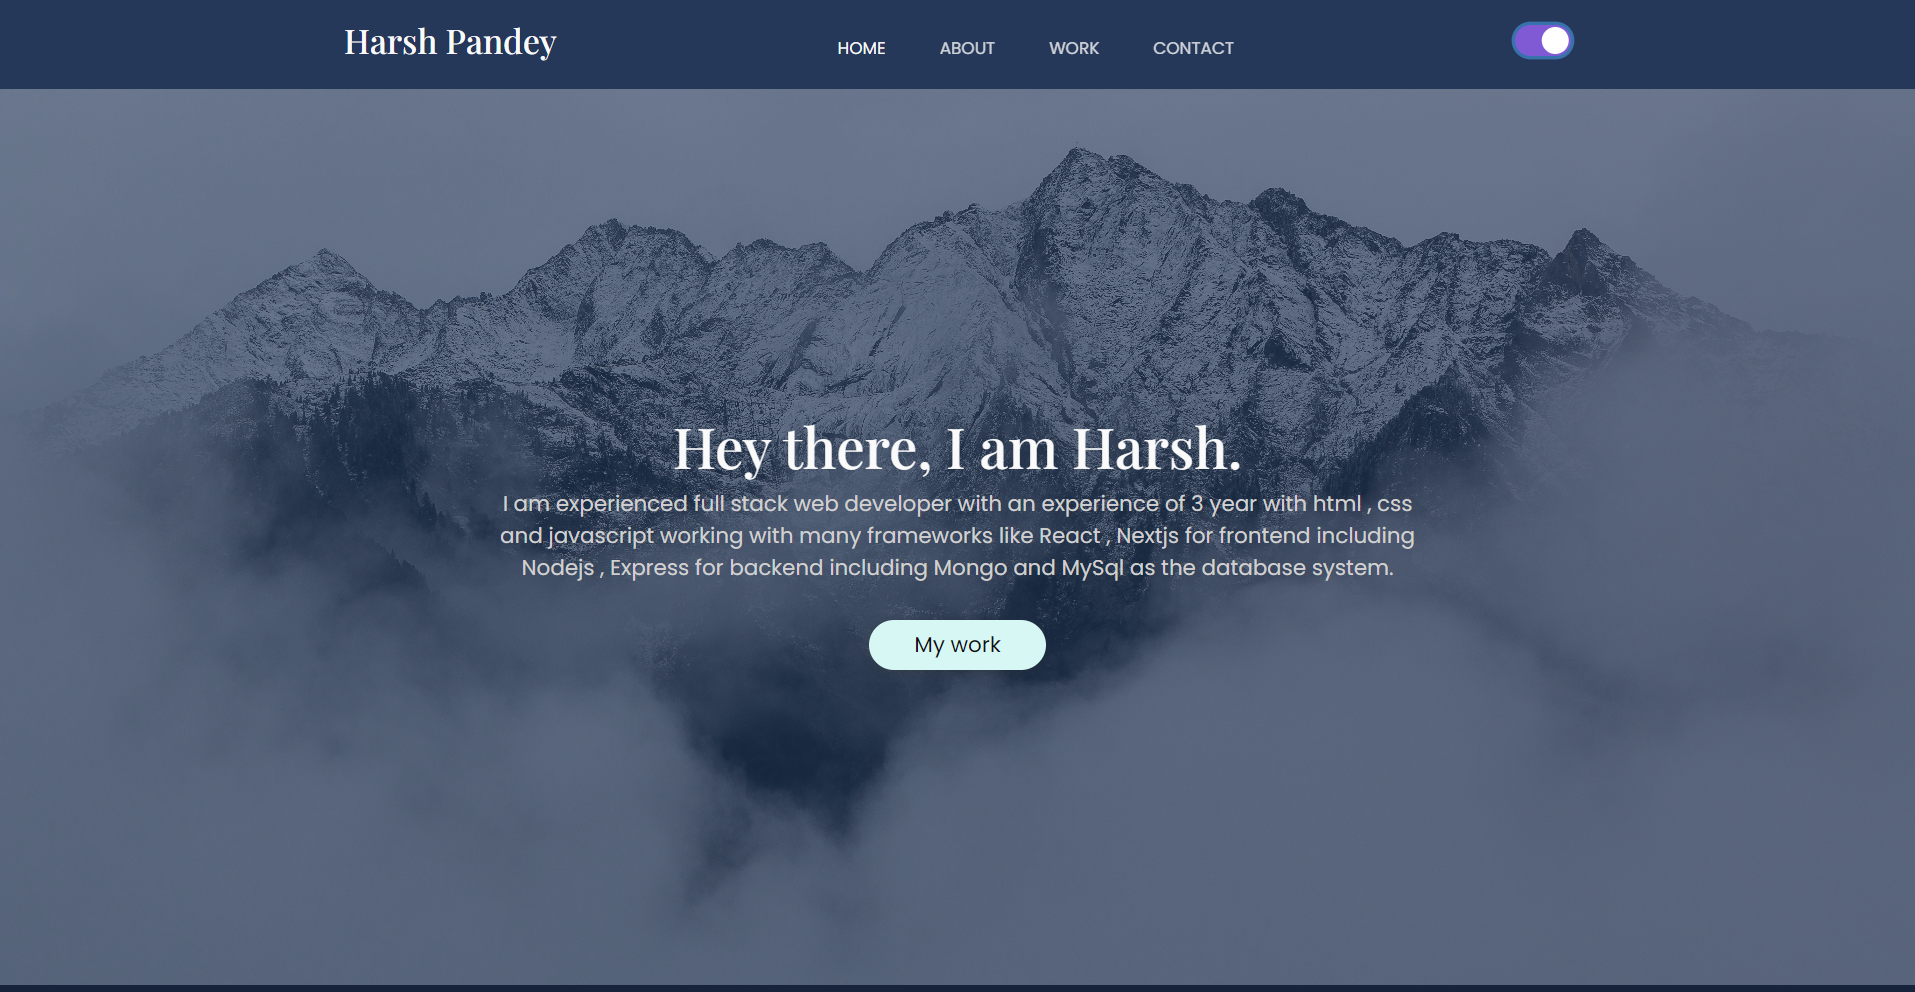 Harsh Pandey
HOME ABOUT WORK CONTACT
Hey there, I am Harsh.
I am experienced full stack web developer with an experience of 3 year with html , css
and javascript working with many frameworks like React , Nextjs for frontend including
Nodejs , Express for backend including Mongo and MySql as the database system.
My work